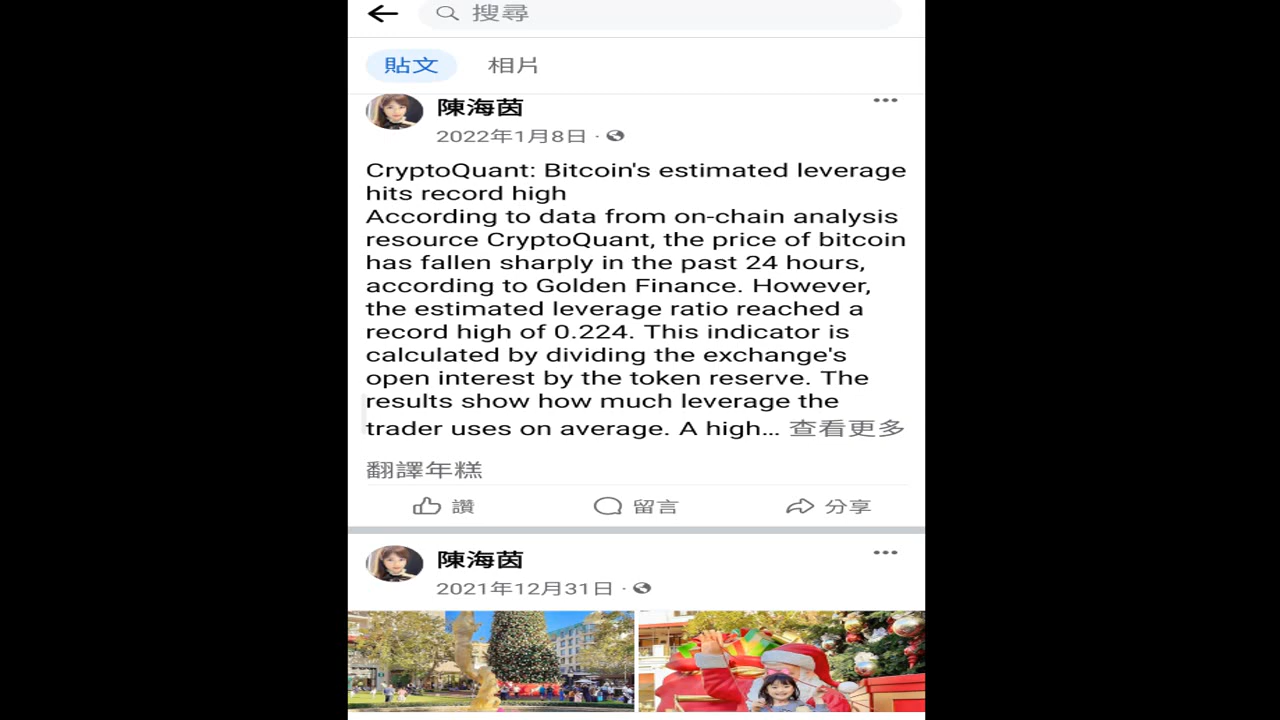 搜尋
貼文 相片
陳海茵
2022年1月8日 ·
CryptoQuant: Bitcoin's estimated leverage
hits record high
According to data from on-chain analysis
resource CryptoQuant, the price of bitcoin
has fallen sharply in the past 24 hours,
according to Golden Finance. However,
the estimated leverage ratio reached a
record high of 0.224. This indicator is
calculated by dividing the exchange's
open interest by the token reserve. The
results show how much leverage the
trader uses on average. A high... 查看更多
翻譯年糕
讚 留言 分享
陳海茵
2021年12月31日 ·